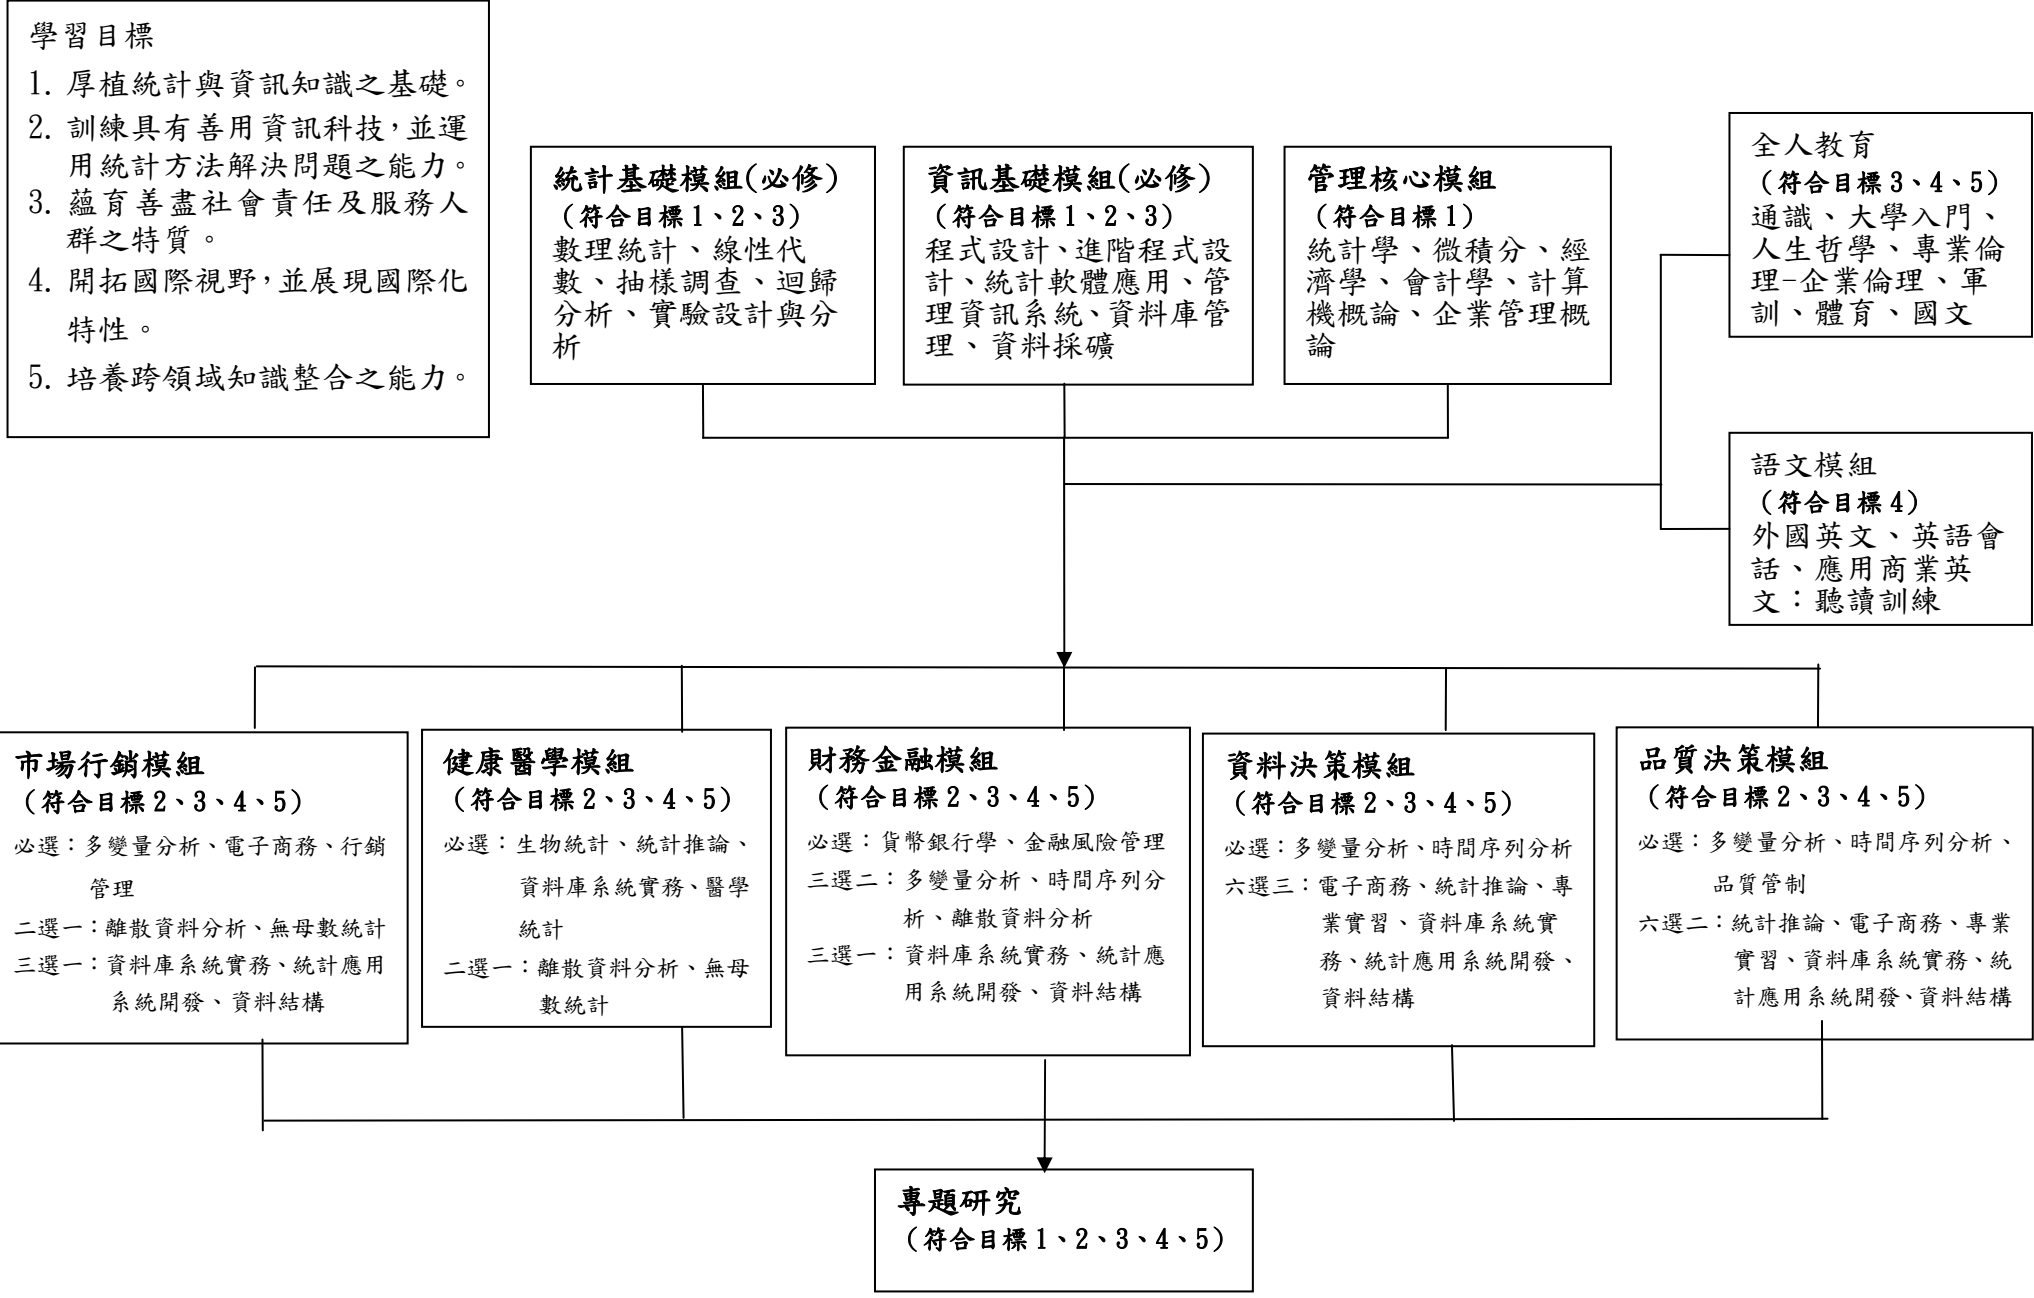 學習目標
1. 厚植統計與資訊知識之基礎。
2. 訓練具有善用資訊科技，並運
用統計方法解決問題之能力。
3. 蘊育善盡社會責任及服務人
群之特質。
4. 開拓國際視野，並展現國際化
特性。
5. 培養跨領域知識整合之能力。
統計基礎模組(必修)
（符合目標1、2、3）
數理統計、線性代
數、抽樣調查、迴歸
分析、實驗設計與分
析
資訊基礎模組(必修)
（符合目標1、2、3）
程式設計、進階程式設
計、統計軟體應用、管
理資訊系統、資料庫管
理、資料採礦
管理核心模組
（符合目標1）
統計學、微積分、經
濟學、會計學、計算
機概論、企業管理概
論
全人教育
（符合目標3、4、5）
通識、大學入門、
人生哲學、專業倫
理-企業倫理、軍
訓、體育、國文
語文模組
（符合目標4）
外國英文、英語會
話、應用商業英
文：聽讀訓練
市場行銷模組
（符合目標2、3、4、5）
必選：多變量分析、電子商務、行銷
管理
二選一：離散資料分析、無母數統計
三選一：資料庫系統實務、統計應用
系統開發、資料結構
健康醫學模組
（符合目標2、3、4、5）
必選：生物統計、統計推論、
資料庫系統實務、醫學
統計
二選一：離散資料分析、無母
數統計
財務金融模組
（符合目標2、3、4、5）
必選：貨幣銀行學、金融風險管理
三選二：多變量分析、時間序列分
析、離散資料分析
三選一：資料庫系統實務、統計應
用系統開發、資料結構
資料決策模組
（符合目標2、3、4、5）
必選：多變量分析、時間序列分析
六選三：電子商務、統計推論、專
業實習、資料庫系統實
務、統計應用系統開發、
資料結構
品質決策模組
（符合目標2、3、4、5）
必選：多變量分析、時間序列分析、
品質管制
六選二：統計推論、電子商務、專業
實習、資料庫系統實務、統
計應用系統開發、資料結構
專題研究
（符合目標1、2、3、4、5）